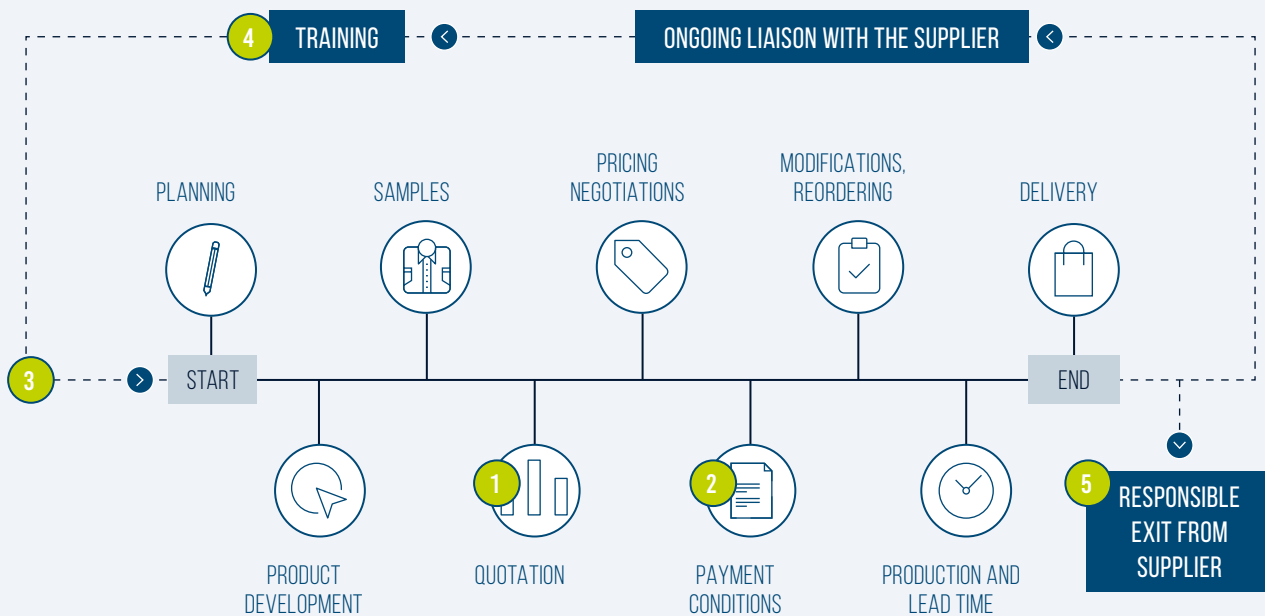 4
TRAINING
ONGOING LIAISON WITH THE SUPPLIER
PLANNING
SAMPLES
PRICING
NEGOTIATIONS
MODIFICATIONS,
REORDERING
DELIVERY
3
START
END
1
2
5
RESPONSIBLE
EXIT FROM
SUPPLIER
PRODUCT
DEVELOPMENT
QUOTATION
PAYMENT
CONDITIONS
PRODUCTION AND
LEAD TIME